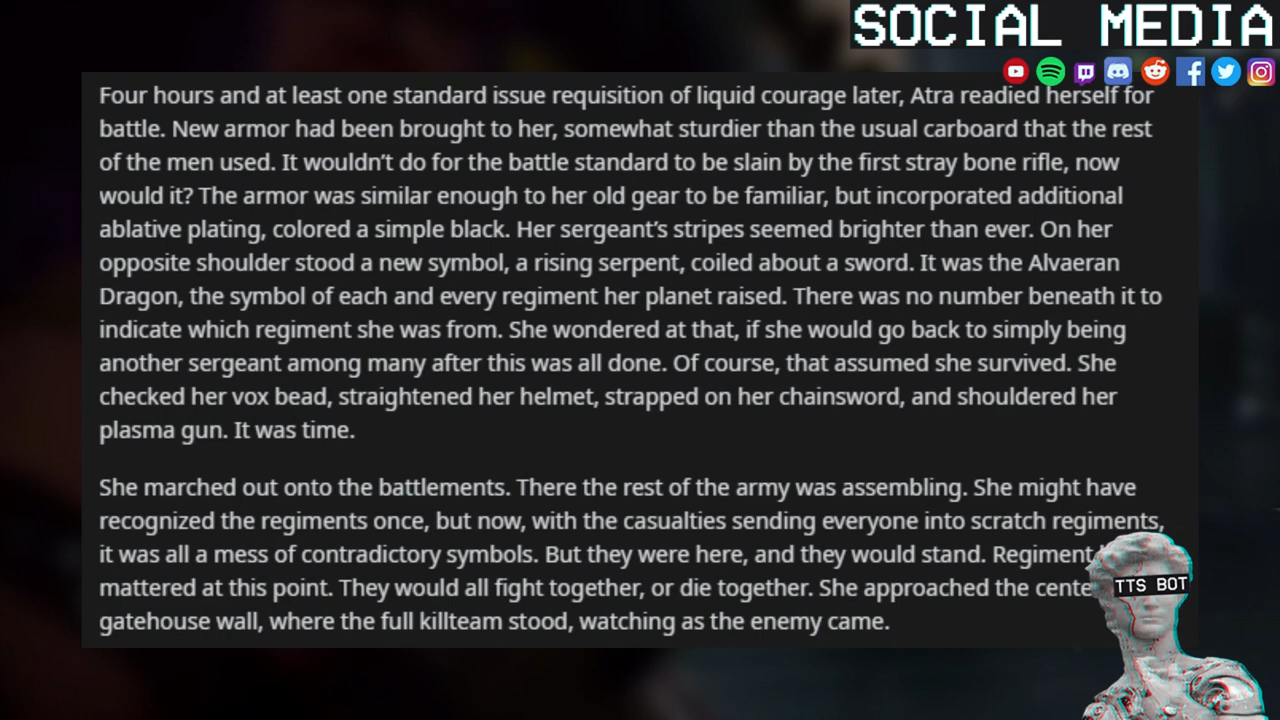 SOCIAL MEDIA
Four hours and at least one standard issue requisition of liquid courage later, Atra readied herself for
battle. New armor had been brought to her, somewhat sturdier than the usual carboard that the rest
of the men used. It wouldn't do for the battle standard to be slain by the first stray bone rifle, now
would it? The armor was similar enough to her old gear to be familiar, but incorporated additional
ablative plating, colored a simple black. Her sergeant's stripes seemed brighter than ever. On her
opposite shoulder stood a new symbol, a rising serpent, coiled about a sword. It was the Alvaeran
Dragon, the symbol of each and every regiment her planet raised. There was no number beneath it to
indicate which regiment she was from. She wondered at that, if she would go back to simply being
another sergeant among many after this was all done. Of course, that assumed she survived. She
checked her vox bead, straightened her helmet, strapped on her chainsword, and shouldered her
plasma gun. It was time.
She marched out onto the battlements. There the rest of the army was assembling. She might have
recognized the regiments once, but now, with the casualties sending everyone into scratch regiments,
it was all a mess of contradictory symbols. But they were here, and they would stand. Regiment
mattered at this point. They would all fight together, or die together. She approached the
gatehouse wall, where the full killteam stood, watching as the enemy came.
TTS BOT